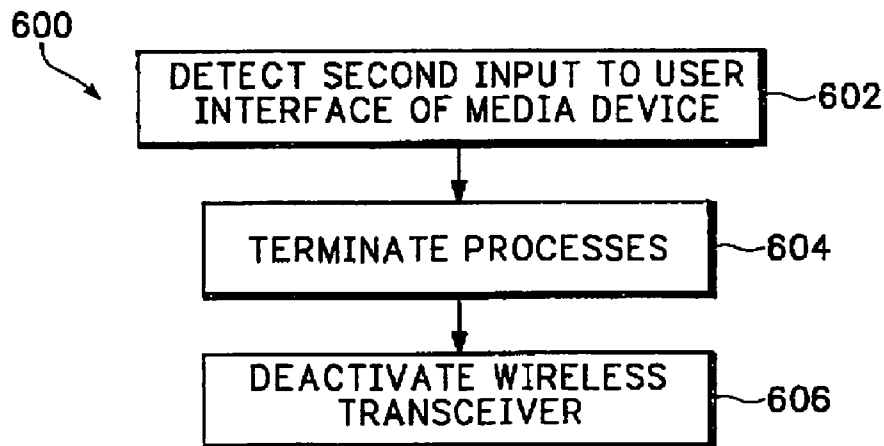 600
DETECT SECOND INPUT TO USER
INTERFACE OF MEDIA DEVICE
602
TERMINATE PROCESSES
604
DEACTIVATE WIRELESS
TRANSCEIVER
606